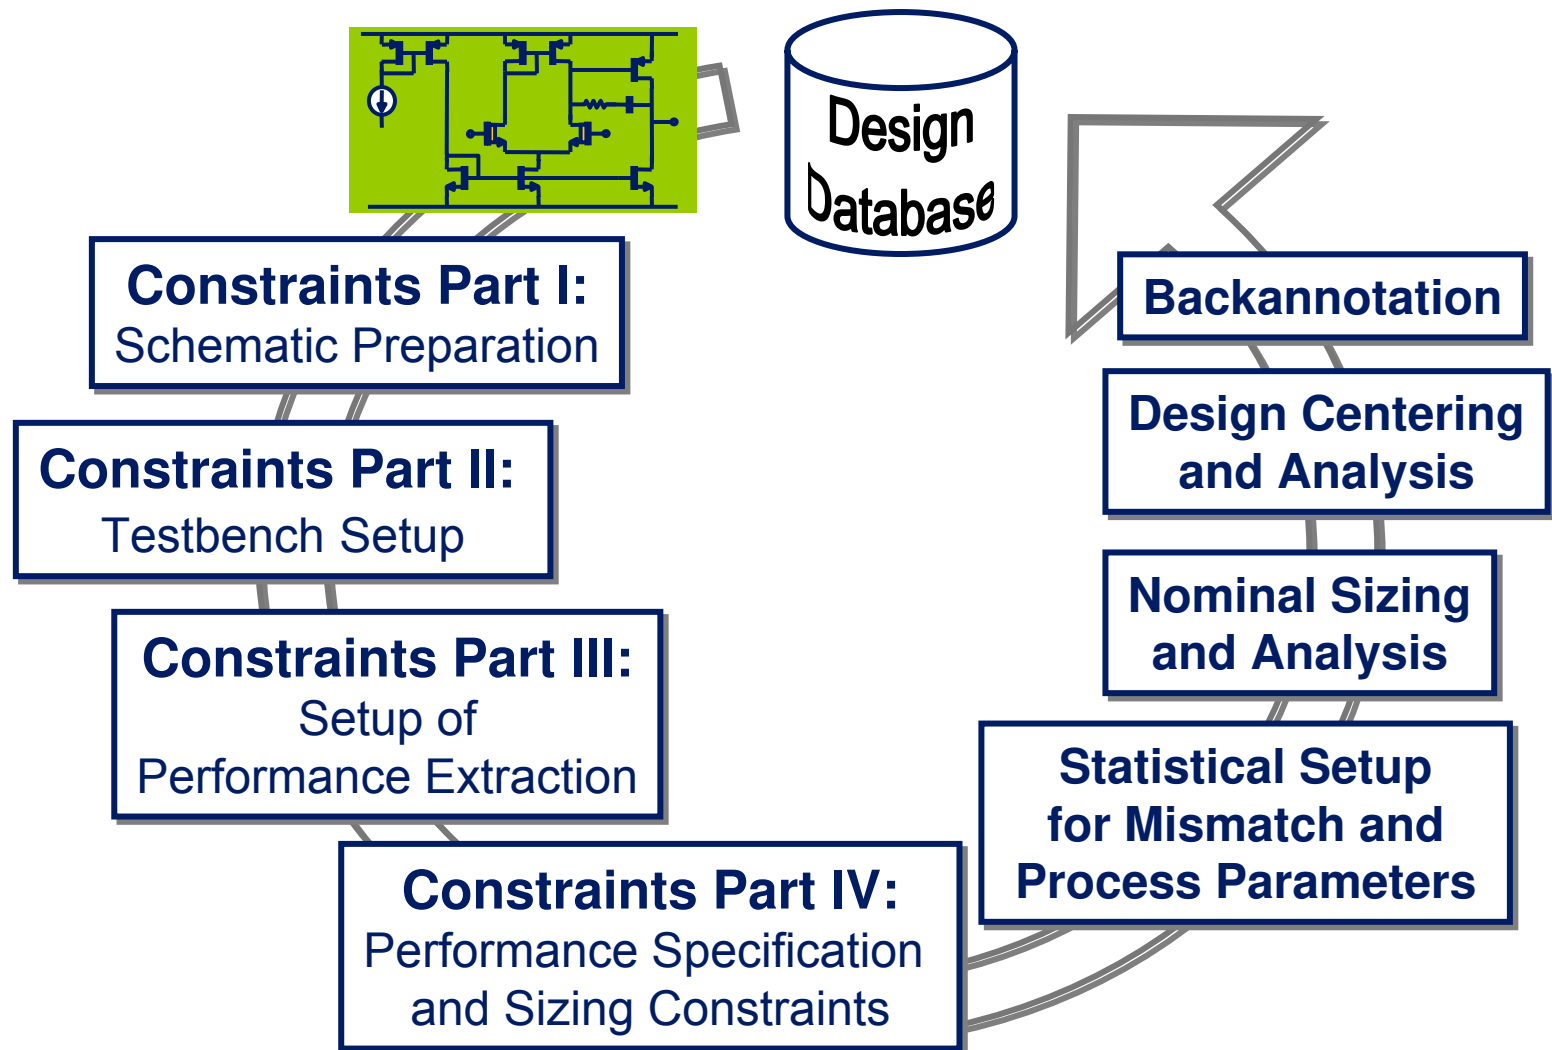 Design
Database
Constraints Part I:
Schematic Preparation
Constraints Part II:
Testbench Setup
Constraints Part III:
Setup of
Performance Extraction
Constraints Part IV:
Performance Specification
and Sizing Constraints
Statistical Setup
for Mismatch and
Process Parameters
Nominal Sizing
and Analysis
Design Centering
and Analysis
Backannotation